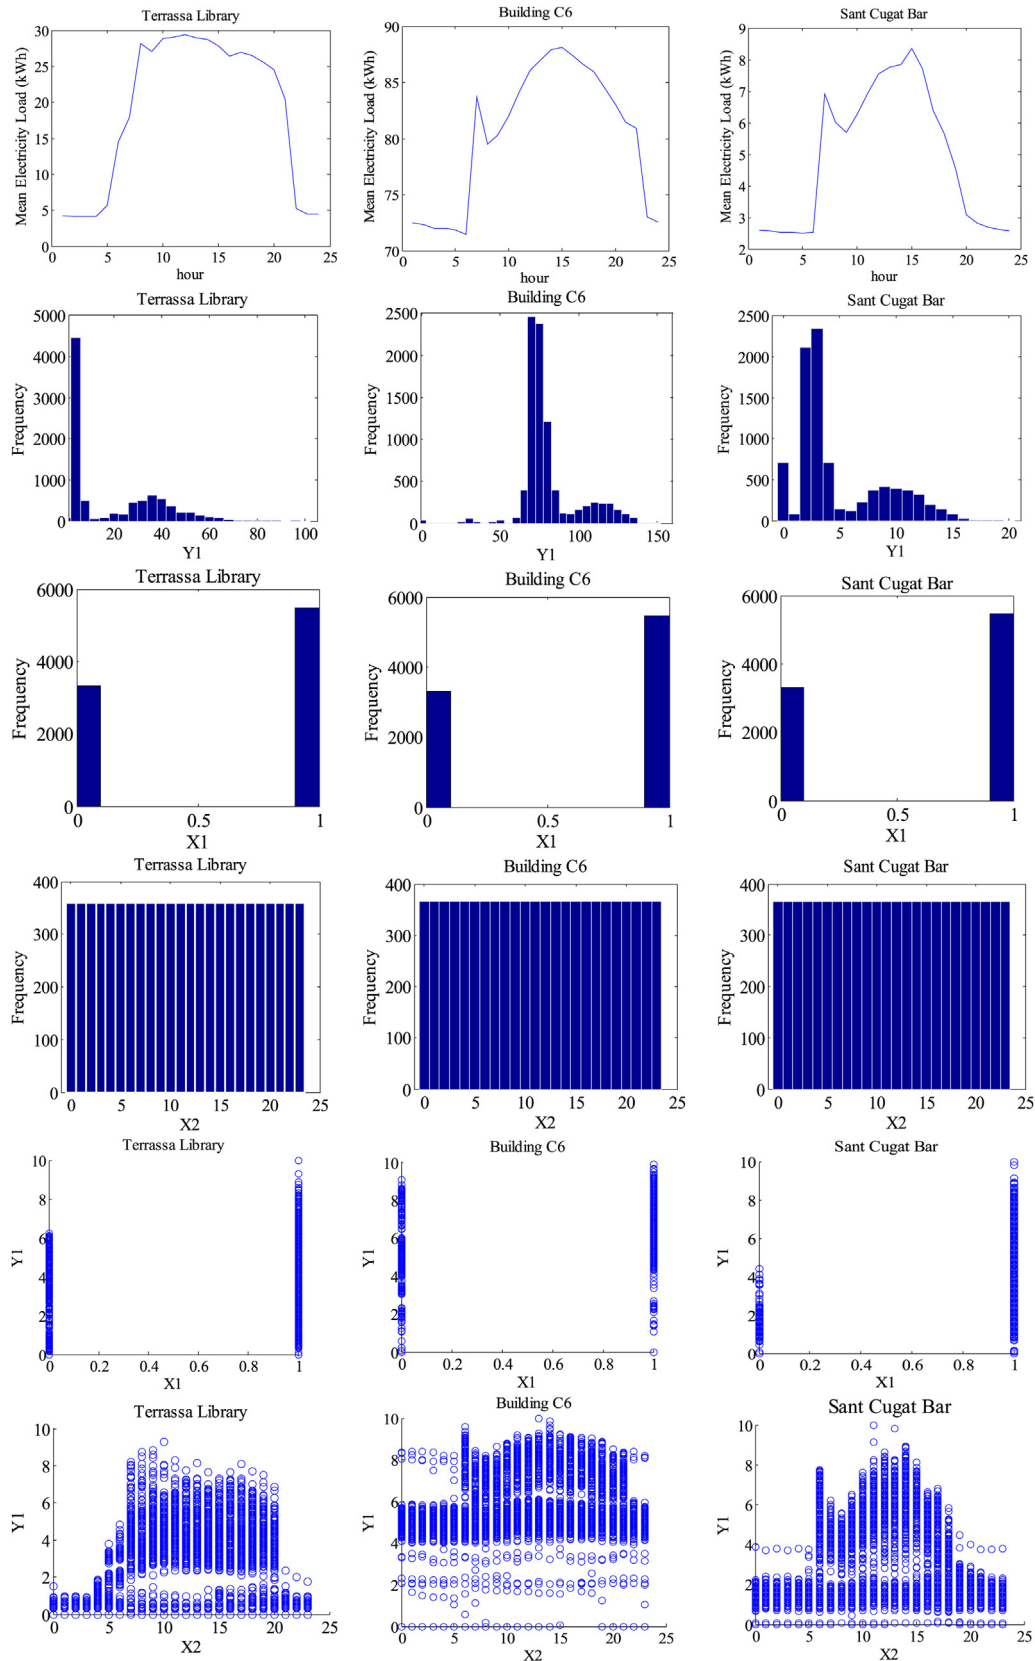 Terrassa Library
Building C6
Sant Cugat Bar
Mean Electricity Load (kWh)
30
25
20
15
10
5
0
0 5 10 15 20 25
hour
Mean Electricity Load (kWh)
90
85
80
75
70
0 5 10 15 20 25
hour
Mean Electricity Load (kWh)
9
8
7
6
5
4
3
2
0 5 10 15 20 25
hour
Terrassa Library
Building C6
Sant Cugat Bar
Frequency
5000
4000
3000
2000
1000
0
20 40 60 80 100
Y1
Frequency
2500
2000
1500
1000
500
0
0 50 100 150
Y1
Frequency
2500
2000
1500
1000
500
0
0 5 10 15 20
Y1
Terrassa Library
Building C6
Sant Cugat Bar
Frequency
6000
4000
2000
0
0 0.5 1
X1
Frequency
6000
4000
2000
0
0 0.5 1
X1
Frequency
6000
4000
2000
0
0 0.5 1
X1
Terrassa Library
Building C6
Sant Cugat Bar
Frequency
400
300
200
100
0
0 5 10 15 20 25
X2
Frequency
400
300
200
100
0
0 5 10 15 20 25
X2
Frequency
400
300
200
100
0
0 5 10 15 20 25
X2
Terrassa Library
Building C6
Sant Cugat Bar
Y1
10
8
6
4
2
0
0 0.2 0.4 0.6 0.8 1
X1
Y1
10
8
6
4
2
0
0 0.2 0.4 0.6 0.8 1
X1
Y1
10
8
6
4
2
0
0 0.2 0.4 0.6 0.8 1
X1
Terrassa Library
Building C6
Sant Cugat Bar
Y1
10
8
6
4
2
0
0 5 10 15 20 25
X2
Y1
10
8
6
4
2
0
0 5 10 15 20 25
X2
Y1
10
8
6
4
2
0
0 5 10 15 20 25
X2